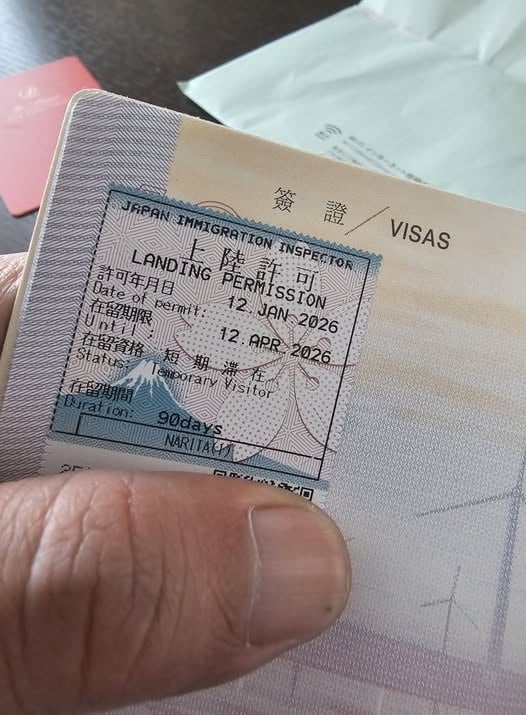 簽證／VISAS
JAPAN IMMIGRATION INSPECTOR
上陸許可
LANDING PERMISSION
許可年月日
Date of permit: 12.JAN 2026
在留期限
Until: 12.APR.2026
在留資格 短期滞在
Status: Temporary Visitor
在留期間
Duration: 90days
NARITA(1)